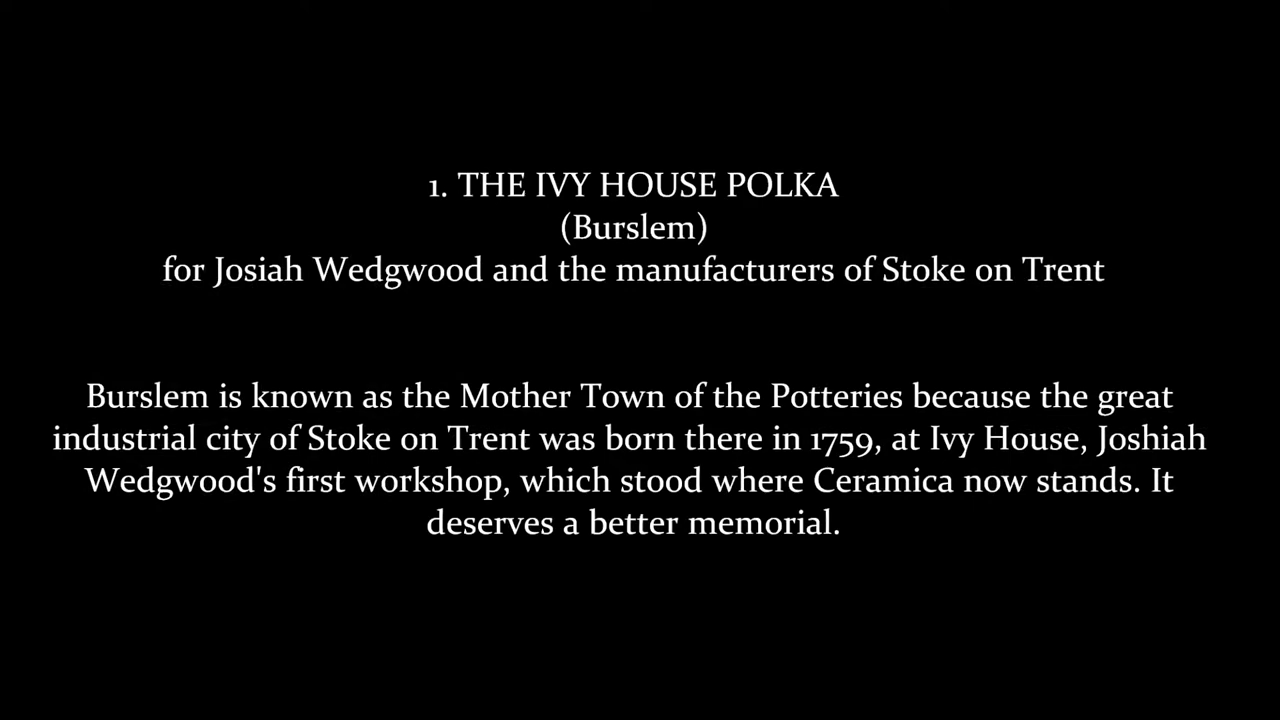 1. THE IVY HOUSE POLKA
(Burslem)
for Josiah Wedgwood and the manufacturers of Stoke on Trent
Burslem is known as the Mother Town of the Potteries because the great
industrial city of Stoke on Trent was born there in 1759, at Ivy House, Joshiah
Wedgwood's first workshop, which stood where Ceramica now stands. It
deserves a better memorial.